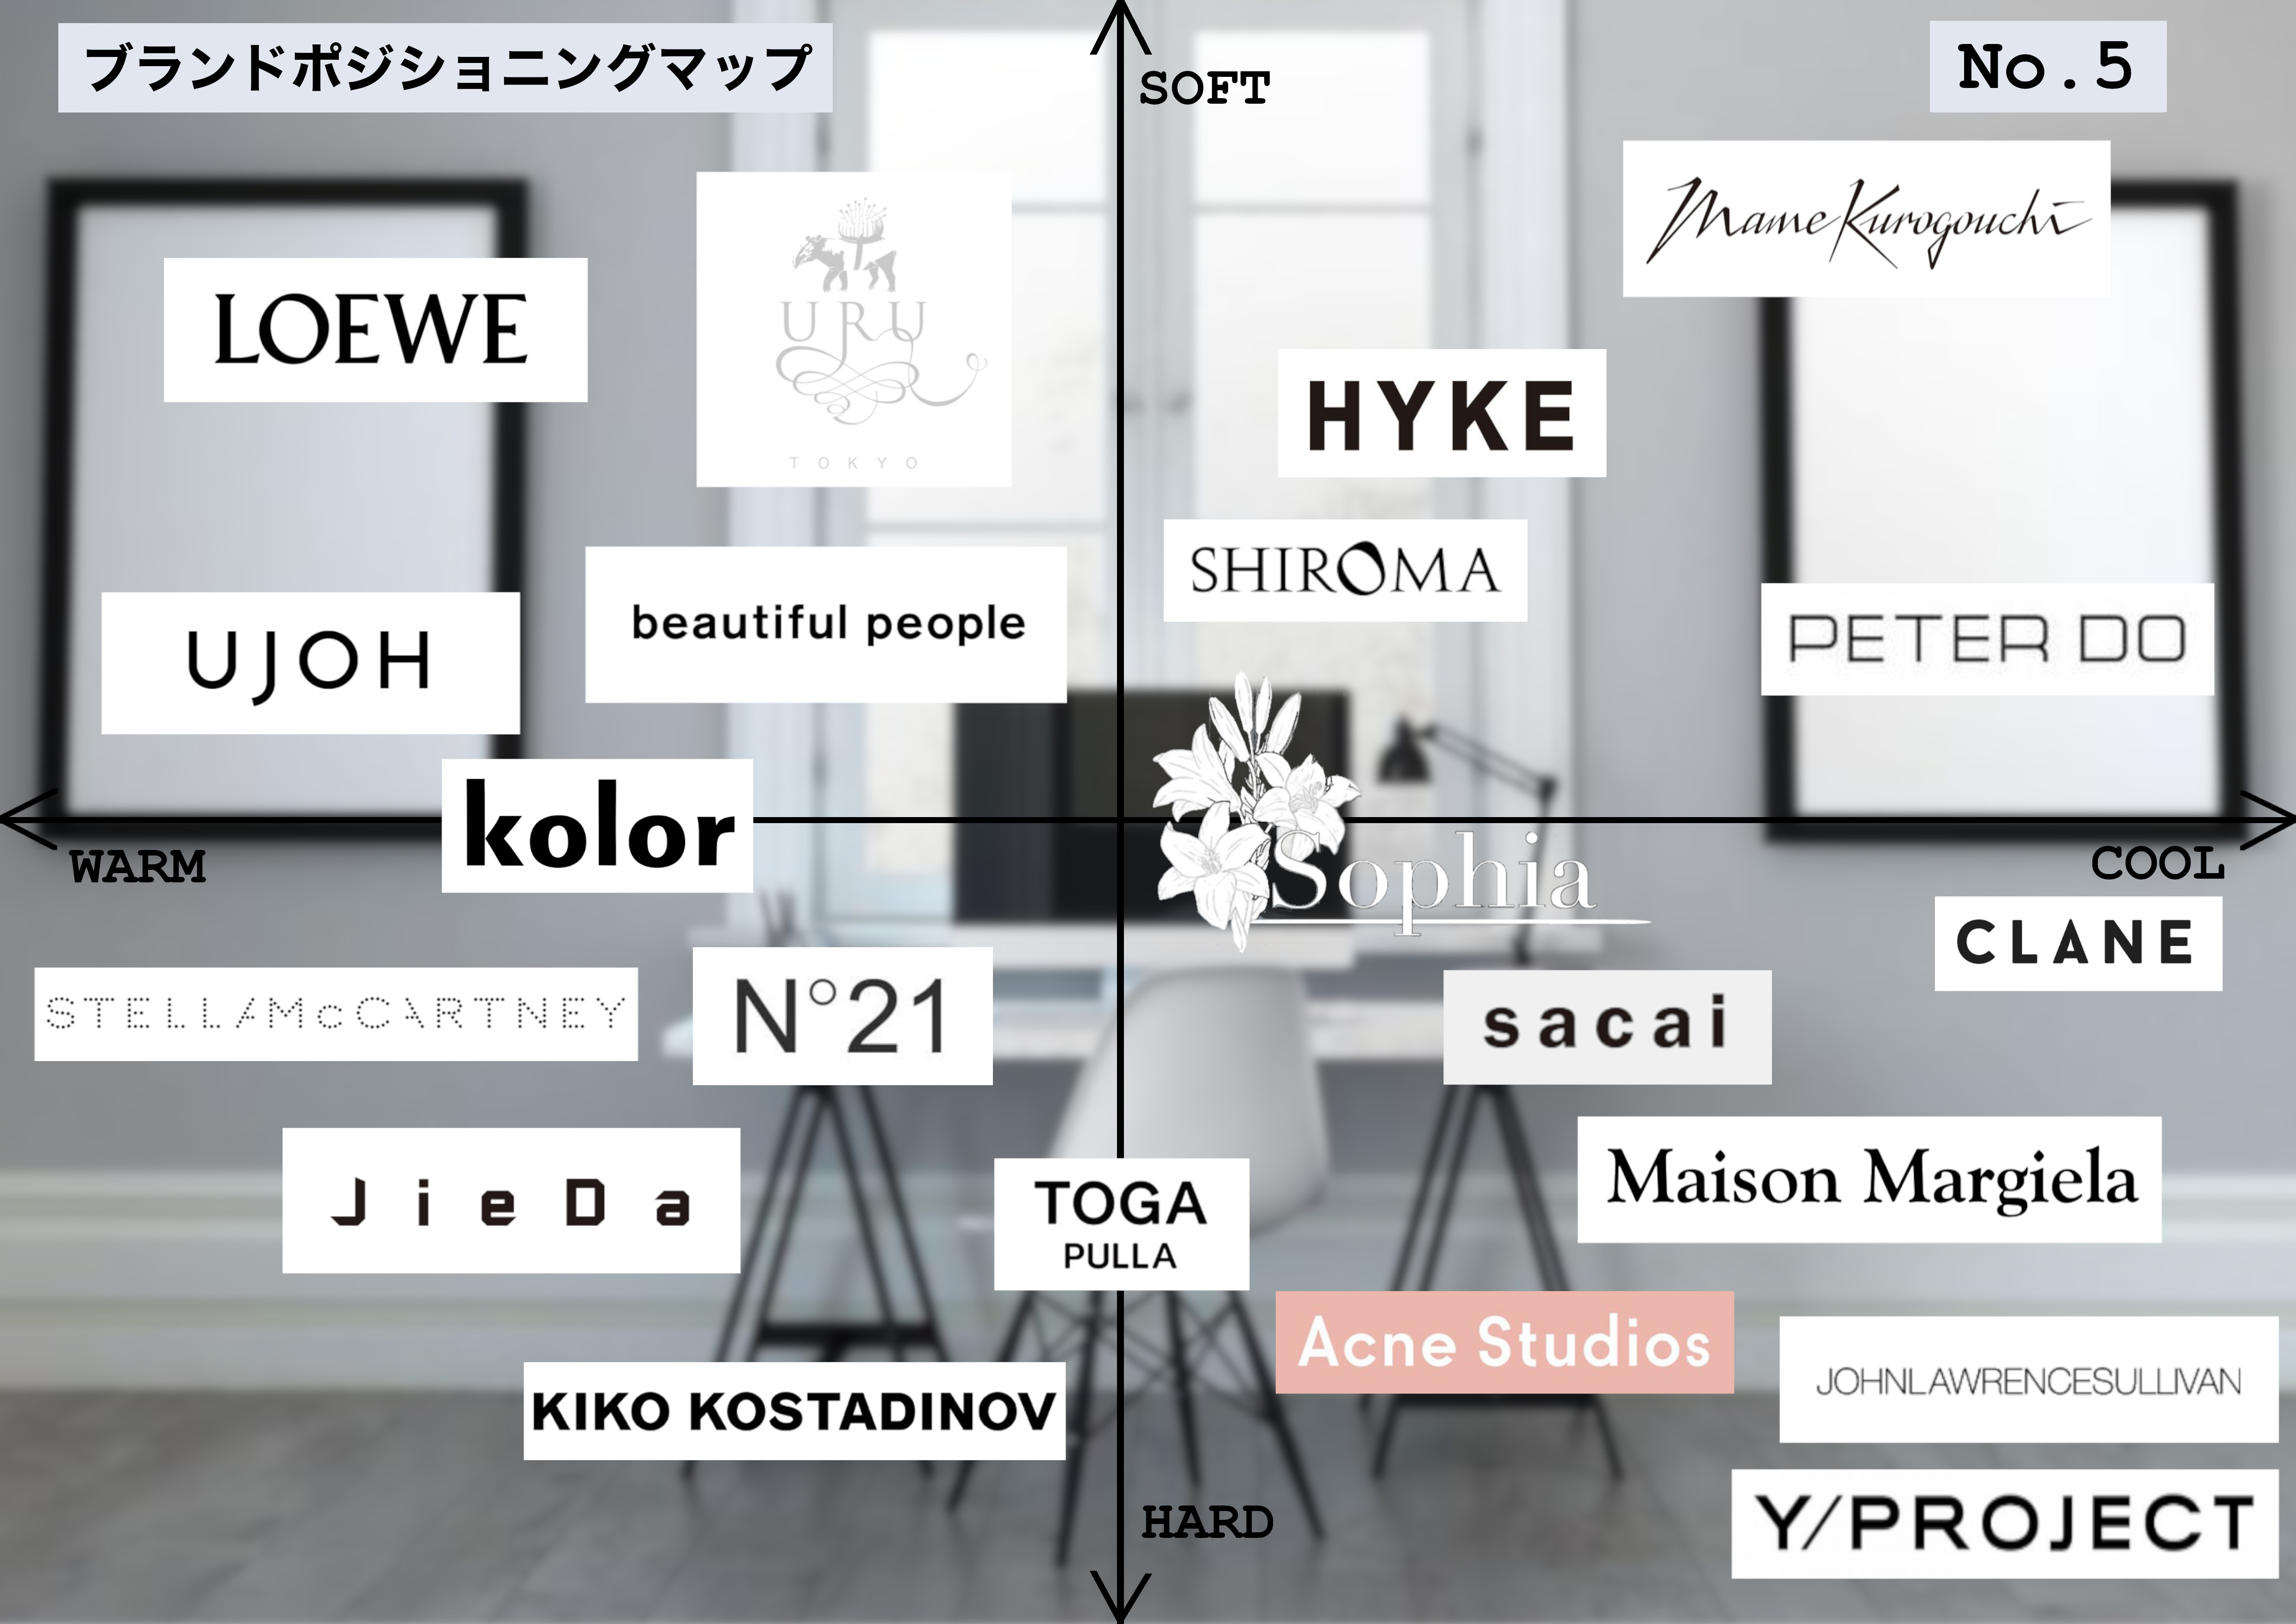 ブランドポジショニングマップ
No.5
SOFT
Mame Kurogouchi
LOEWE
URU
TOKYO
HYKE
SHIROMA
beautiful people
UJOH
PETER DO
kolor
Sophia
WARM
COOL
CLANE
STELLAMcCARTNEY
N°21
sacai
Maison Margiela
JieDa
TOGA
PULLA
Acne Studios
JOHNLAWRENCESULLIVAN
KIKO KOSTADINOV
HARD
Y/PROJECT